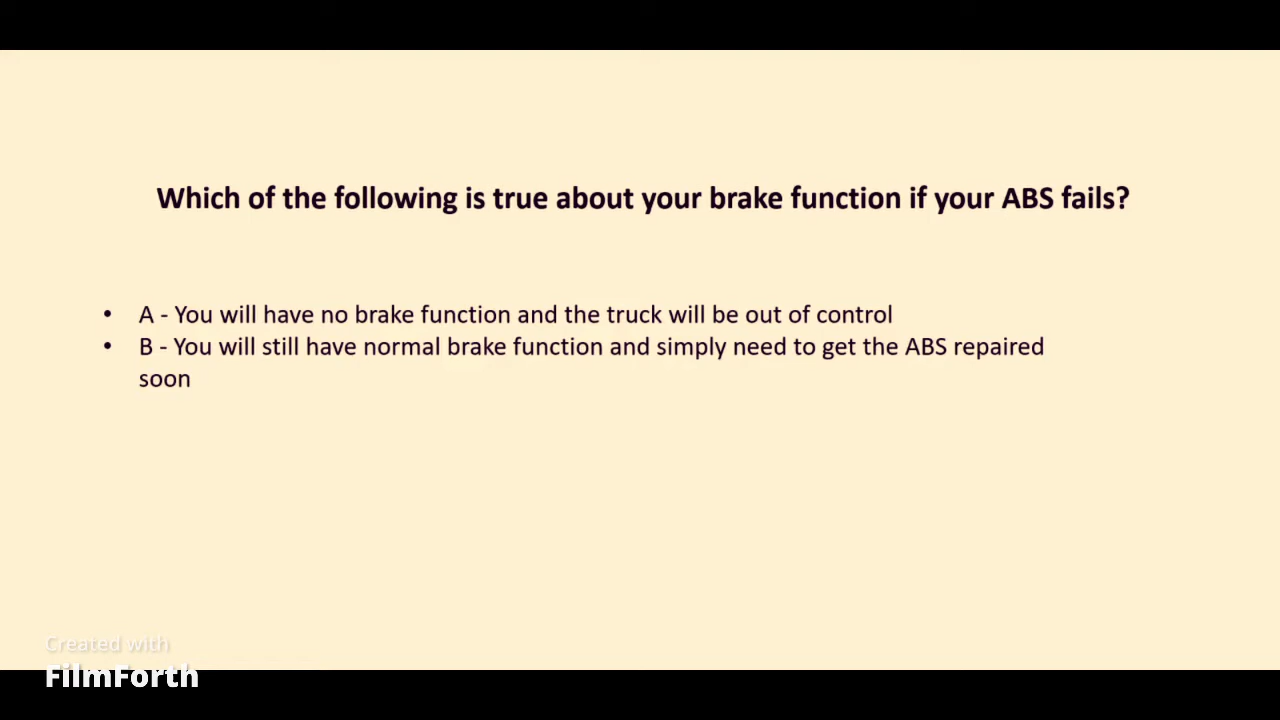 Which of the following is true about your brake function if your ABS fails?
• A - You will have no brake function and the truck will be out of control
• B - You will still have normal brake function and simply need to get the ABS repaired
soon
Created with
FilmForth